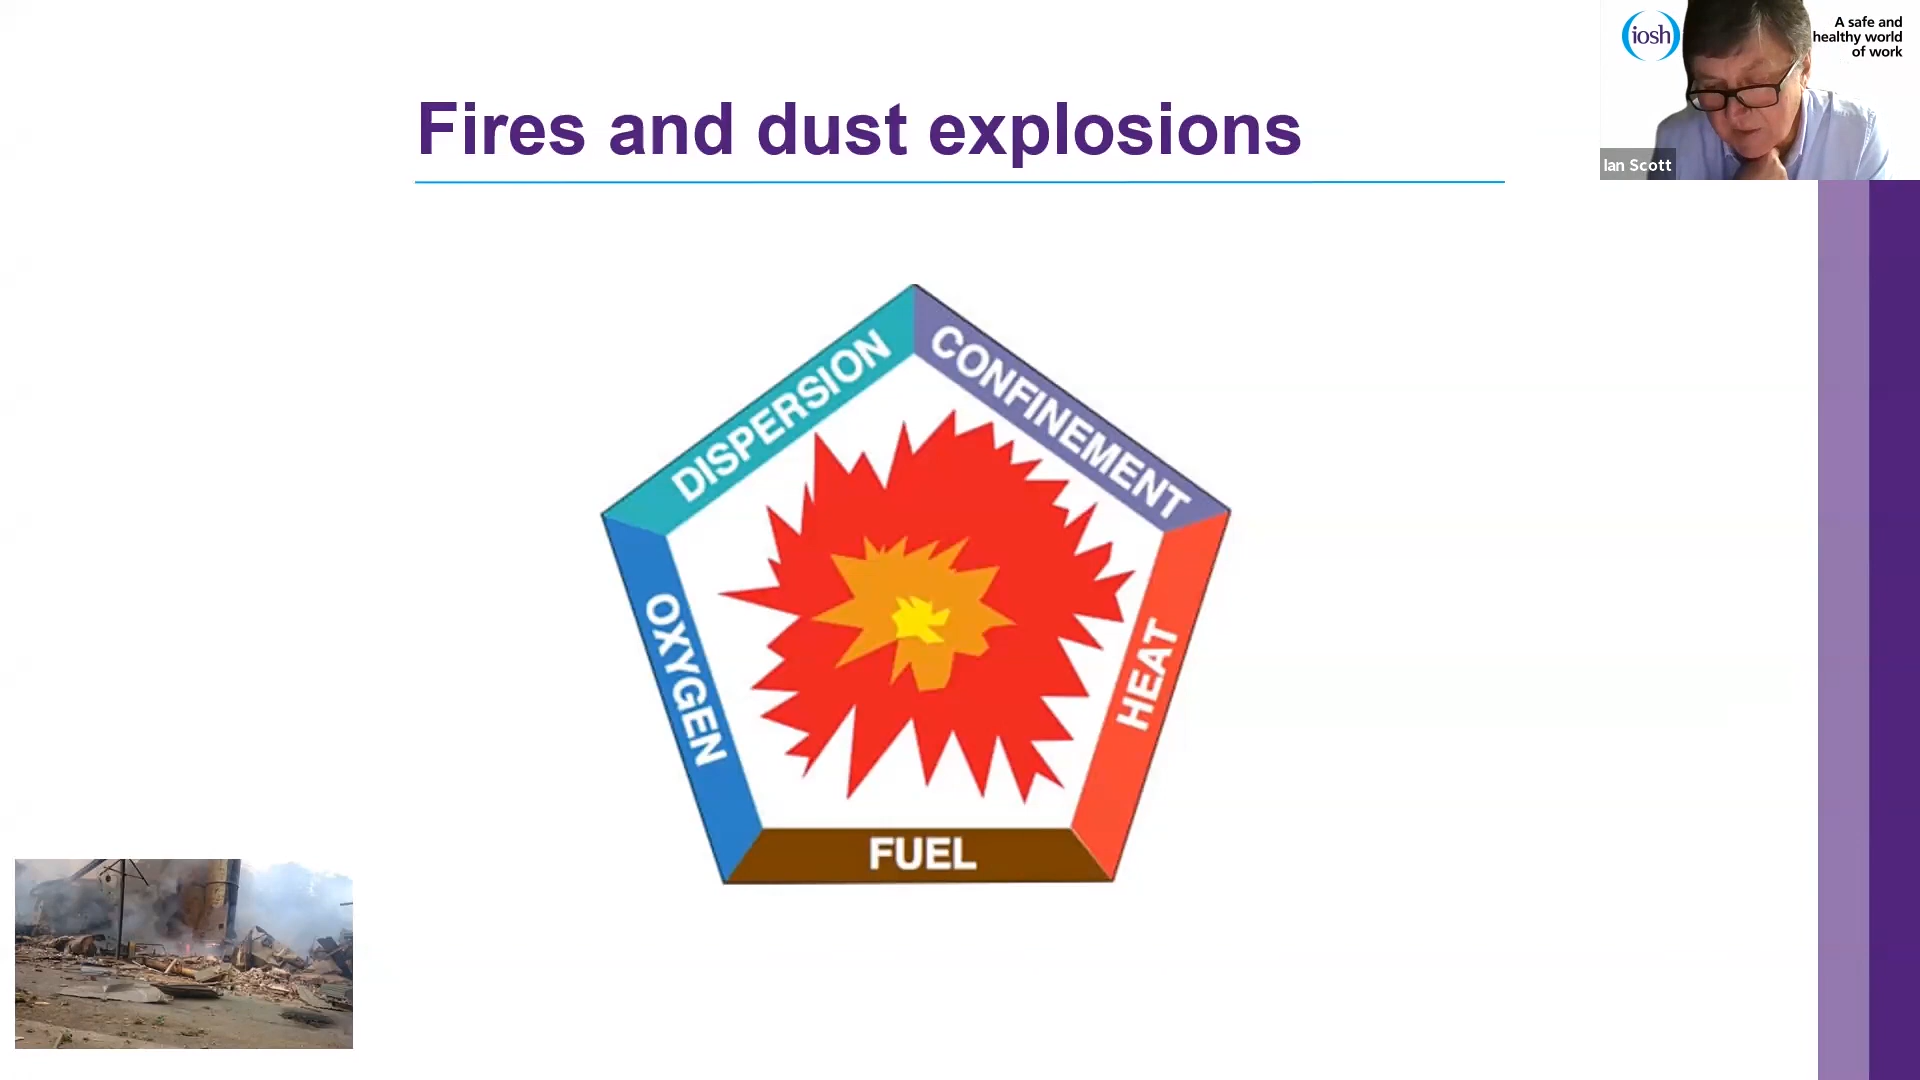 iosh
A safe and
healthy world
of work
Ian Scott
Fires and dust explosions
DISPERSION
CONFINEMENT
OXYGEN
HEAT
FUEL